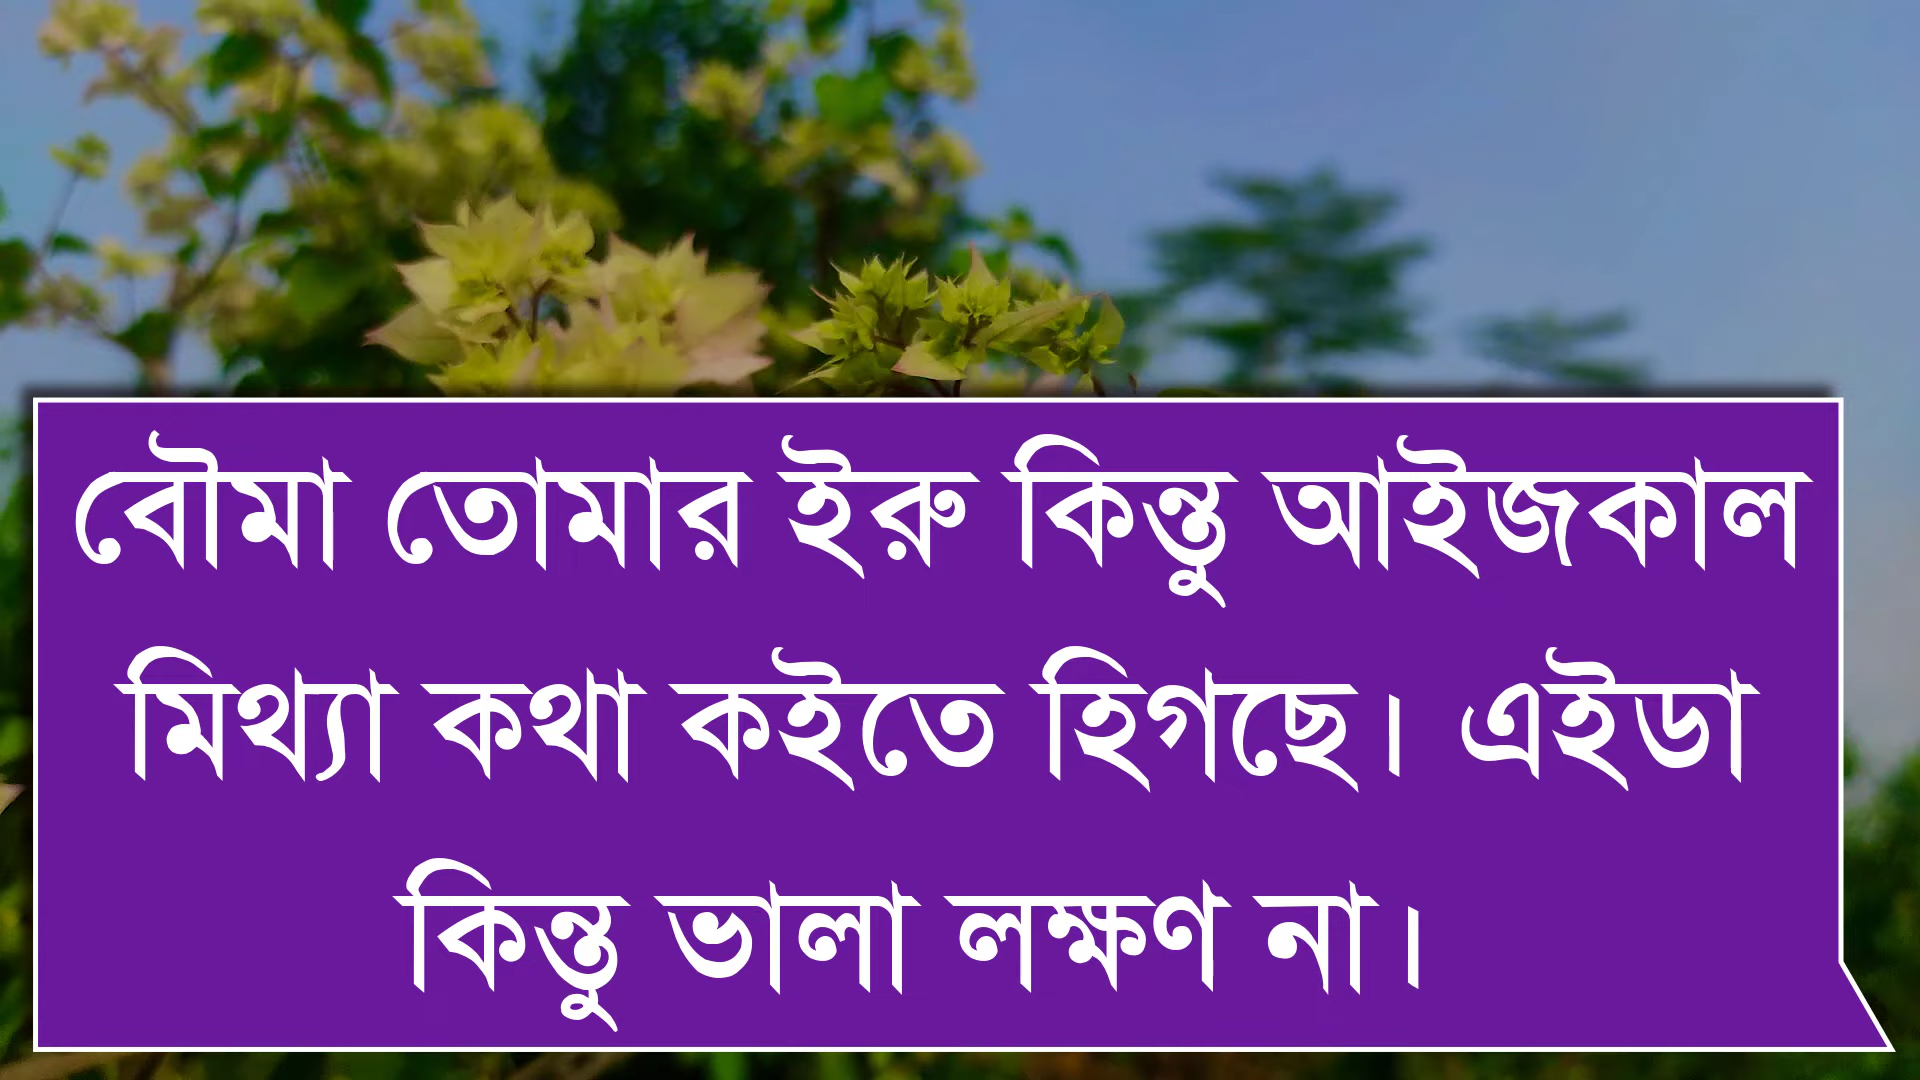 বৌমা তোমার ইরু কিন্তু আইজকাল
মিথ্যা কথা কইতে হিগছে। এইডা
কিন্তু ভালা লক্ষণ না।